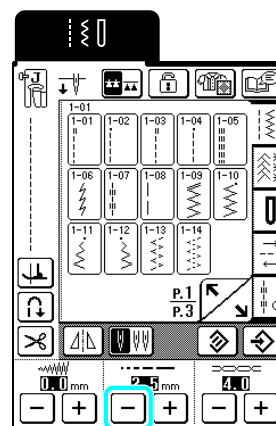 J
1-01
1-01 1-02 1-03 1-04 1-05
1-06 1-07 1-08 1-09 1-10
1-11 1-12 1-13 1-14
P.1
P.3
0.0 mm 2.5 mm 4.0
− + − + − +